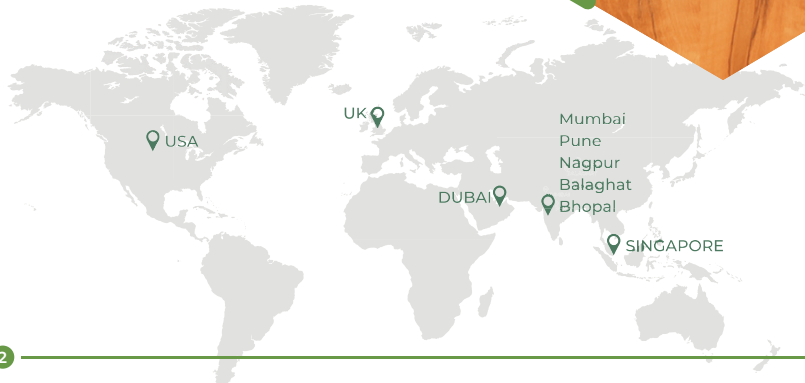 UK
USA
Mumbai
Pune
Nagpur
Balaghat
Bhopal
DUBAI
SINGAPORE
2